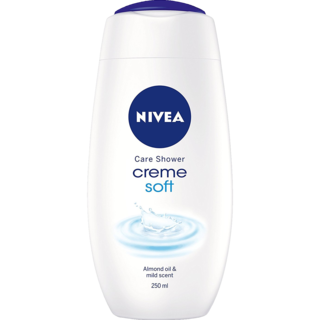 NIVEA
Care Shower
creme
soft
Almond oil &
mild scent
250 ml